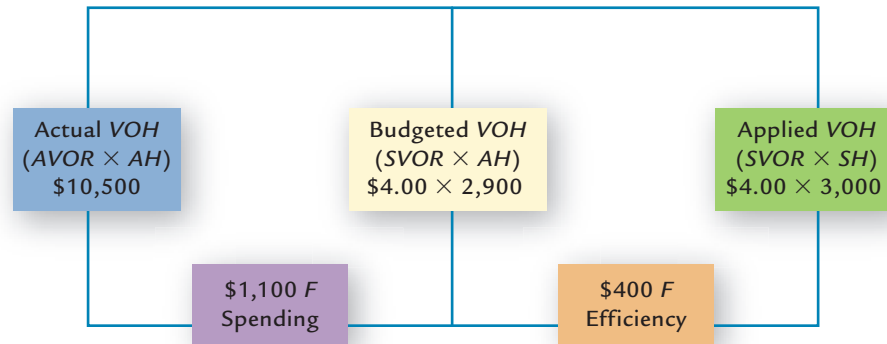 Actual VOH
(AVOR × AH)
$10,500
Budgeted VOH
(SVOR × AH)
$4.00 × 2,900
Applied VOH
(SVOR × SH)
$4.00 × 3,000
$1,100 F
Spending
$400 F
Efficiency